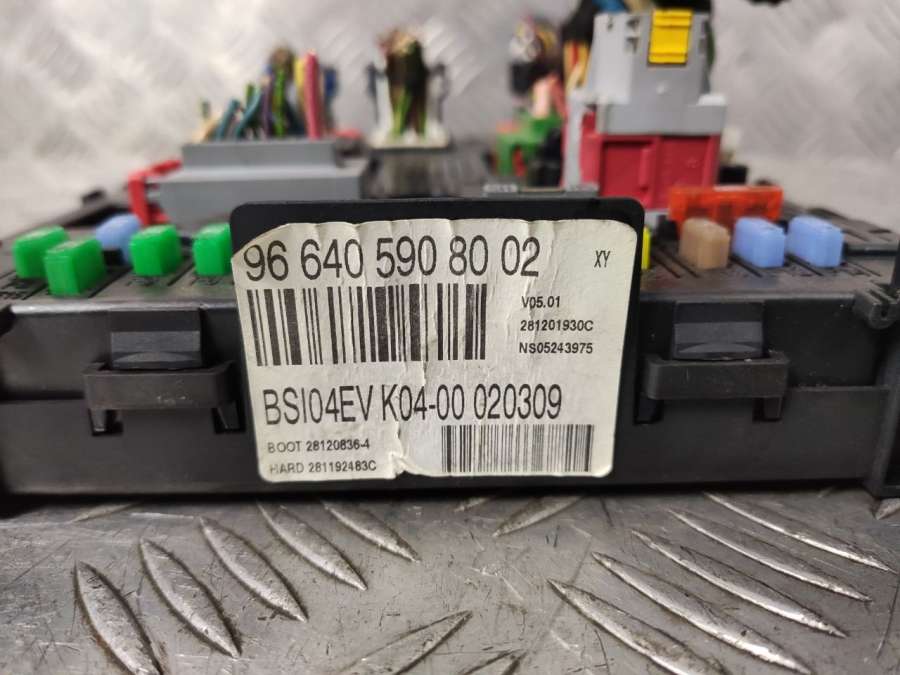 96 640 590 80 02
XY
V05.01
281201930C
NS05243975
BSI04EV K04-00 020309
BOOT 28120836-4
HARD 281192483C